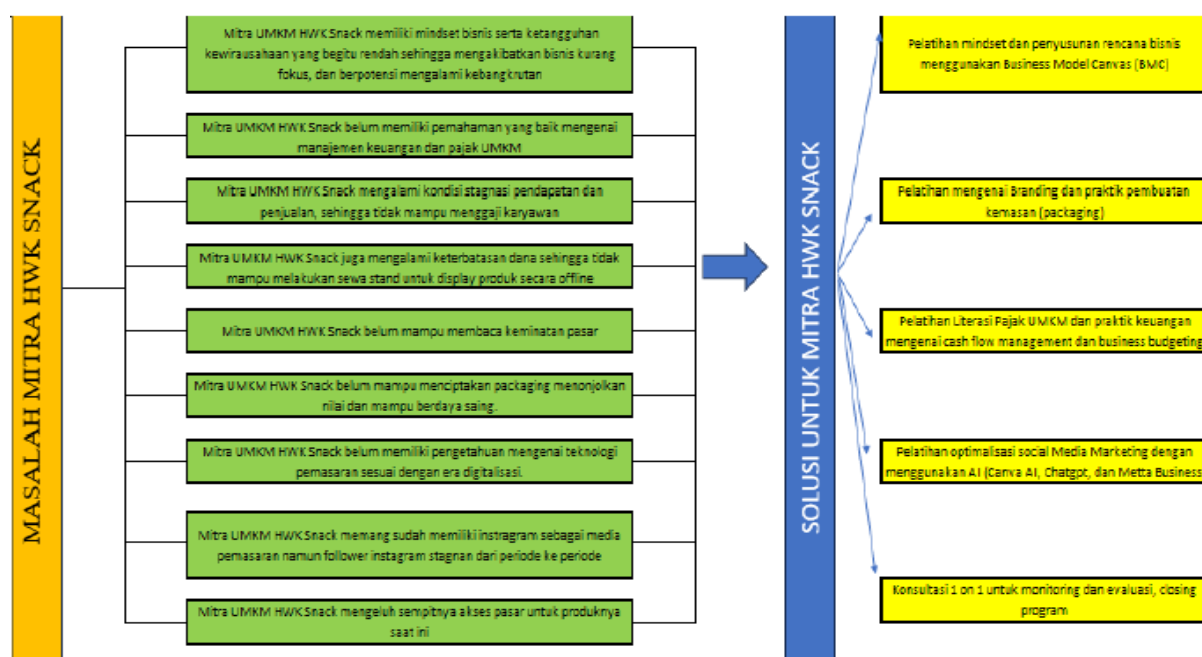 MASALAH MITRA HWK SNACK
Mitra UMKM HWK Snack memiliki mindset bisnis serta ketangguhan
kewirausahaan yang begitu rendah sehingga mengakibatkan bisnis kurang
fokus, dan berpotensi mengalami kebangkrutan
Mitra UMKM HWK Snack belum memiliki pemahaman yang baik mengenai
manajemen keuangan dan pajak UMKM
Mitra UMKM HWK Snack mengalami kondisi stagnasi pendapatan dan
penjualan, sehingga tidak mampu menggaji karyawan
Mitra UMKM HWK Snack juga mengalami keterbatasan dana sehingga tidak
mampu melakukan sewa stand untuk display produk secara offline
Mitra UMKM HWK Snack belum mampu membaca keminatan pasar
Mitra UMKM HWK Snack belum mampu menciptakan packaging menonjolkan
nilai dan mampu berdaya saing.
Mitra UMKM HWK Snack belum memiliki pengetahuan mengenai teknologi
pemasaran sesuai dengan era digitalisasi.
Mitra UMKM HWK Snack memang sudah memiliki instragram sebagai media
pemasaran namun follower instagram stagnan dari periode ke periode
Mitra UMKM HWK Snack mengeluh sempitnya akses pasar untuk produknya
saat ini
SOLUSI UNTUK MITRA HWK SNACK
Pelatihan mindset dan penyusunan rencana bisnis
menggunakan Business Model Canvas (BMC)
Pelatihan mengenai Branding dan praktik pembuatan
kemasan (packaging)
Pelatihan Literasi Pajak UMKM dan praktik keuangan
mengenai cash flow management dan business budgeting
Pelatihan optimalisasi social Media Marketing dengan
menggunakan AI (Canva AI, Chatgpt, dan Metta Business
Konsultasi 1 on 1 untuk monitoring dan evaluasi, closing
program